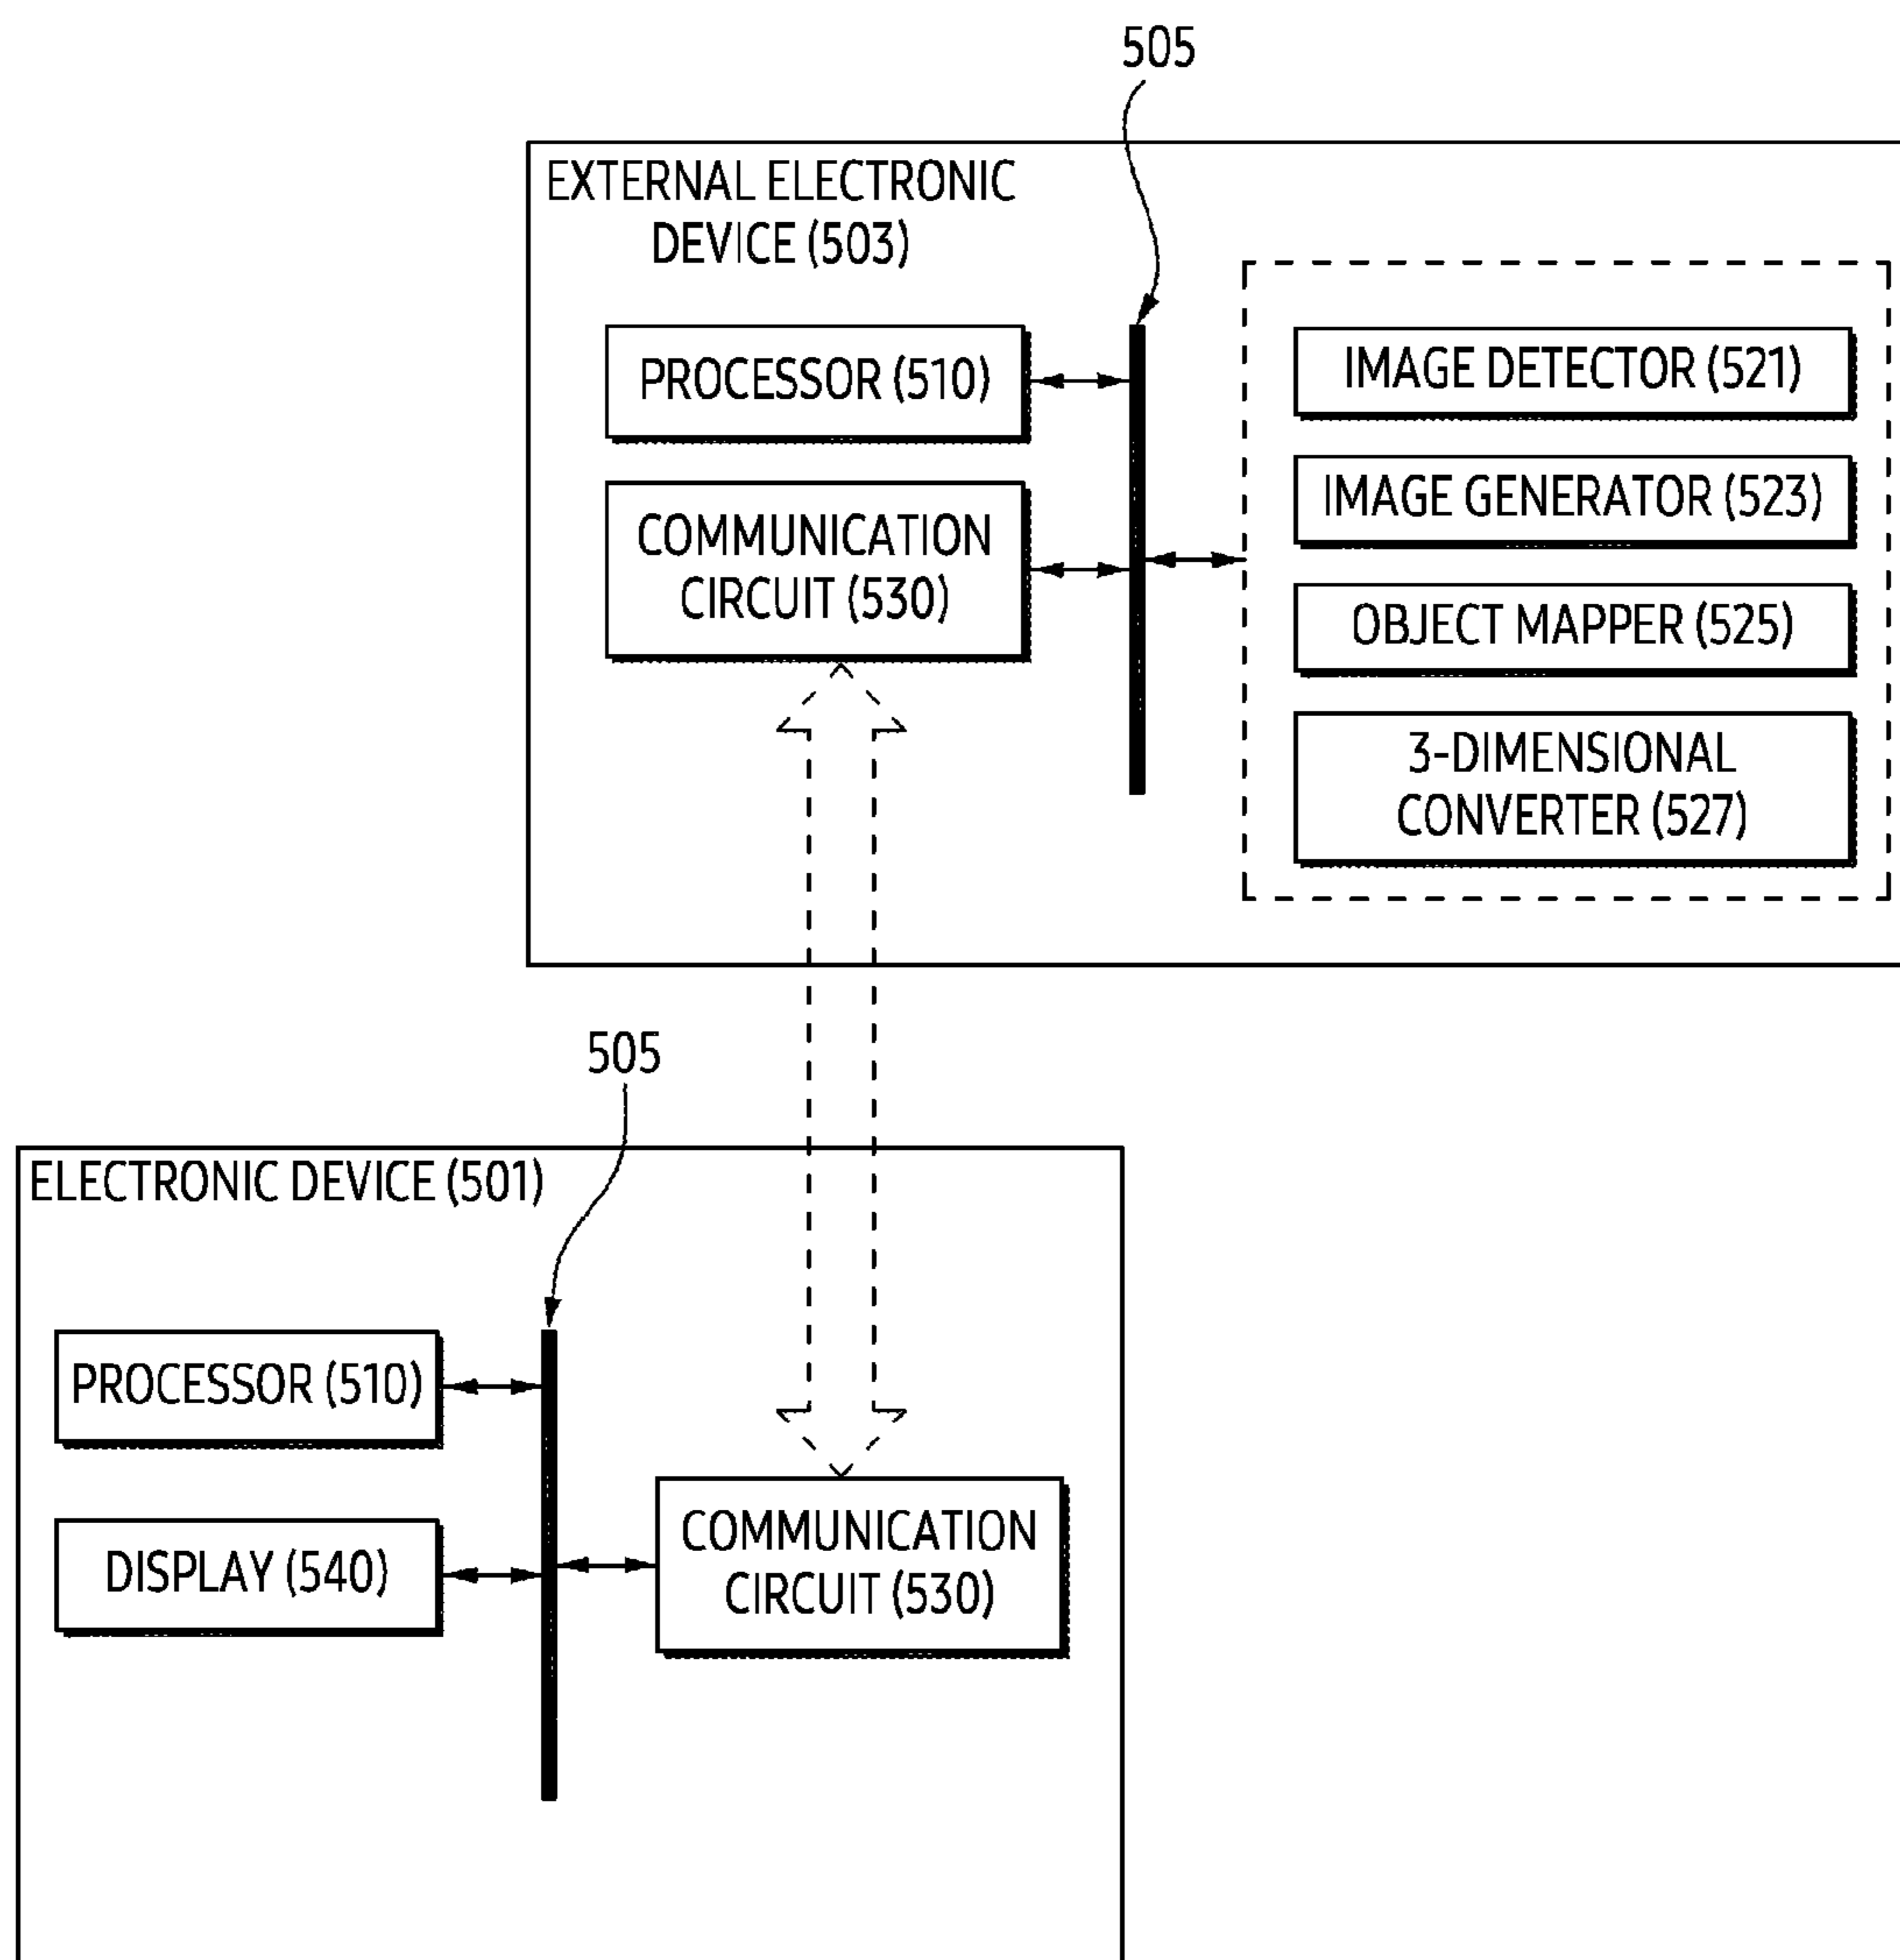 505
EXTERNAL ELECTRONIC
DEVICE (503)
PROCESSOR (510)
COMMUNICATION
CIRCUIT (530)
IMAGE DETECTOR (521)
IMAGE GENERATOR (523)
OBJECT MAPPER (525)
3-DIMENSIONAL
CONVERTER (527)
505
ELECTRONIC DEVICE (501)
PROCESSOR (510)
DISPLAY (540)
COMMUNICATION
CIRCUIT (530)